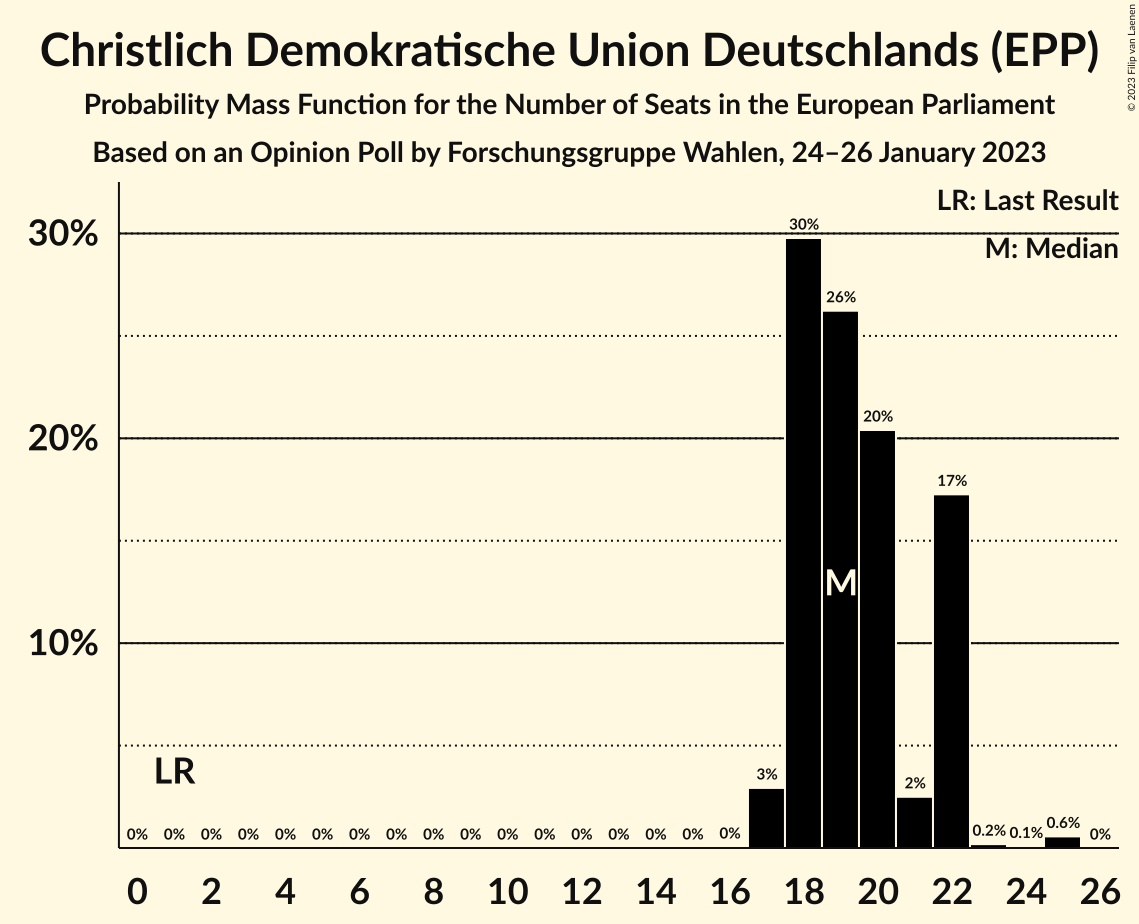 Christlich Demokratische Union Deutschlands (EPP)
Probability Mass Function for the Number of Seats in the European Parliament
Based on an Opinion Poll by Forschungsgruppe Wahlen, 24–26 January 2023
© 2023 Filip van Laenen
LR: Last Result
M: Median
30%
20%
10%
30%
26%
20%
17%
M
LR
3%
2%
0% 0% 0% 0% 0% 0% 0% 0% 0% 0% 0% 0% 0% 0% 0% 0% 0% 0.2% 0.1% 0.6% 0%
0 2 4 6 8 10 12 14 16 18 20 22 24 26